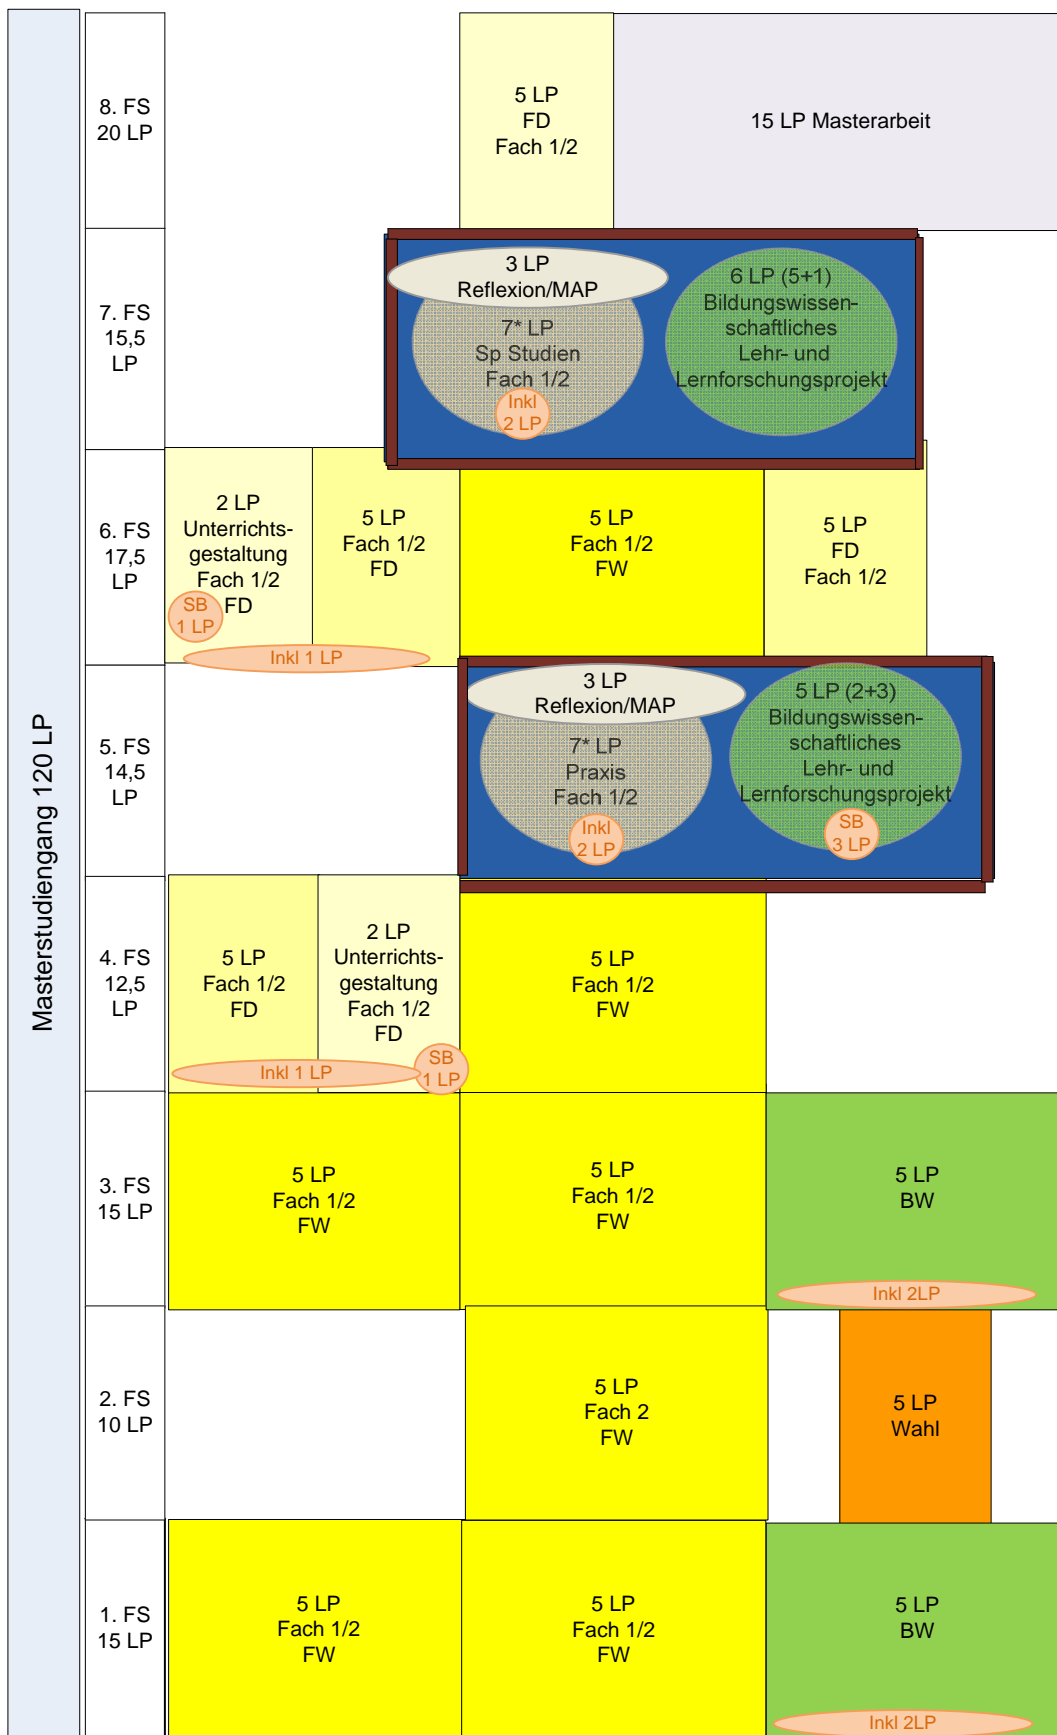 Masterstudiengang 120 LP
8. FS
20 LP
5 LP
FD
Fach 1/2
15 LP Masterarbeit
7. FS
15,5
LP
3 LP
Reflexion/MAP
7* LP
Sp Studien
Fach 1/2
Inkl
2 LP
6 LP (5+1)
Bildungswissen-
schaftliches
Lehr- und
Lernforschungsprojekt
6. FS
17,5
LP
2 LP
Unterrichts-
gestaltung
Fach 1/2
FD
SB
1 LP
5 LP
Fach 1/2
FD
Inkl 1 LP
5 LP
Fach 1/2
FW
5 LP
FD
Fach 1/2
5. FS
14,5
LP
3 LP
Reflexion/MAP
7* LP
Praxis
Fach 1/2
Inkl
2 LP
5 LP (2+3)
Bildungswissen-
schaftliches
Lehr- und
Lernforschungsprojekt
SB
3 LP
4. FS
12,5
LP
5 LP
Fach 1/2
FD
2 LP
Unterrichts-
gestaltung
Fach 1/2
FD
Inkl 1 LP
SB
1 LP
5 LP
Fach 1/2
FW
3. FS
15 LP
5 LP
Fach 1/2
FW
5 LP
Fach 1/2
FW
5 LP
BW
Inkl 2LP
2. FS
10 LP
5 LP
Fach 2
FW
5 LP
Wahl
1. FS
15 LP
5 LP
Fach 1/2
FW
5 LP
Fach 1/2
FW
5 LP
BW
Inkl 2LP